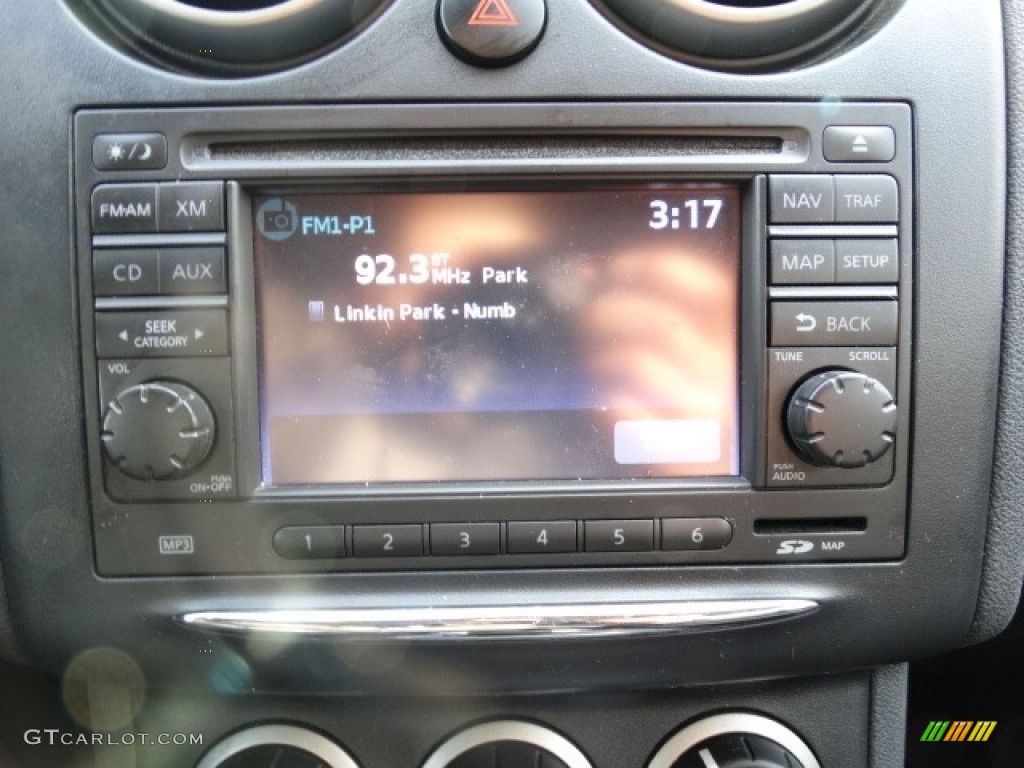 FM·AM
XM
NAV
TRAF
FM1-P1
3:17
92.3
ST
MHz
Park
CD
AUX
MAP
SETUP
Linkin Park - Numb
SEEK
CATEGORY
BACK
VOL
TUNE
SCROLL
PUSH
ON·OFF
PUSH
AUDIO
MP3
1
2
3
4
5
6
SD
MAP
GTCARLOT.COM